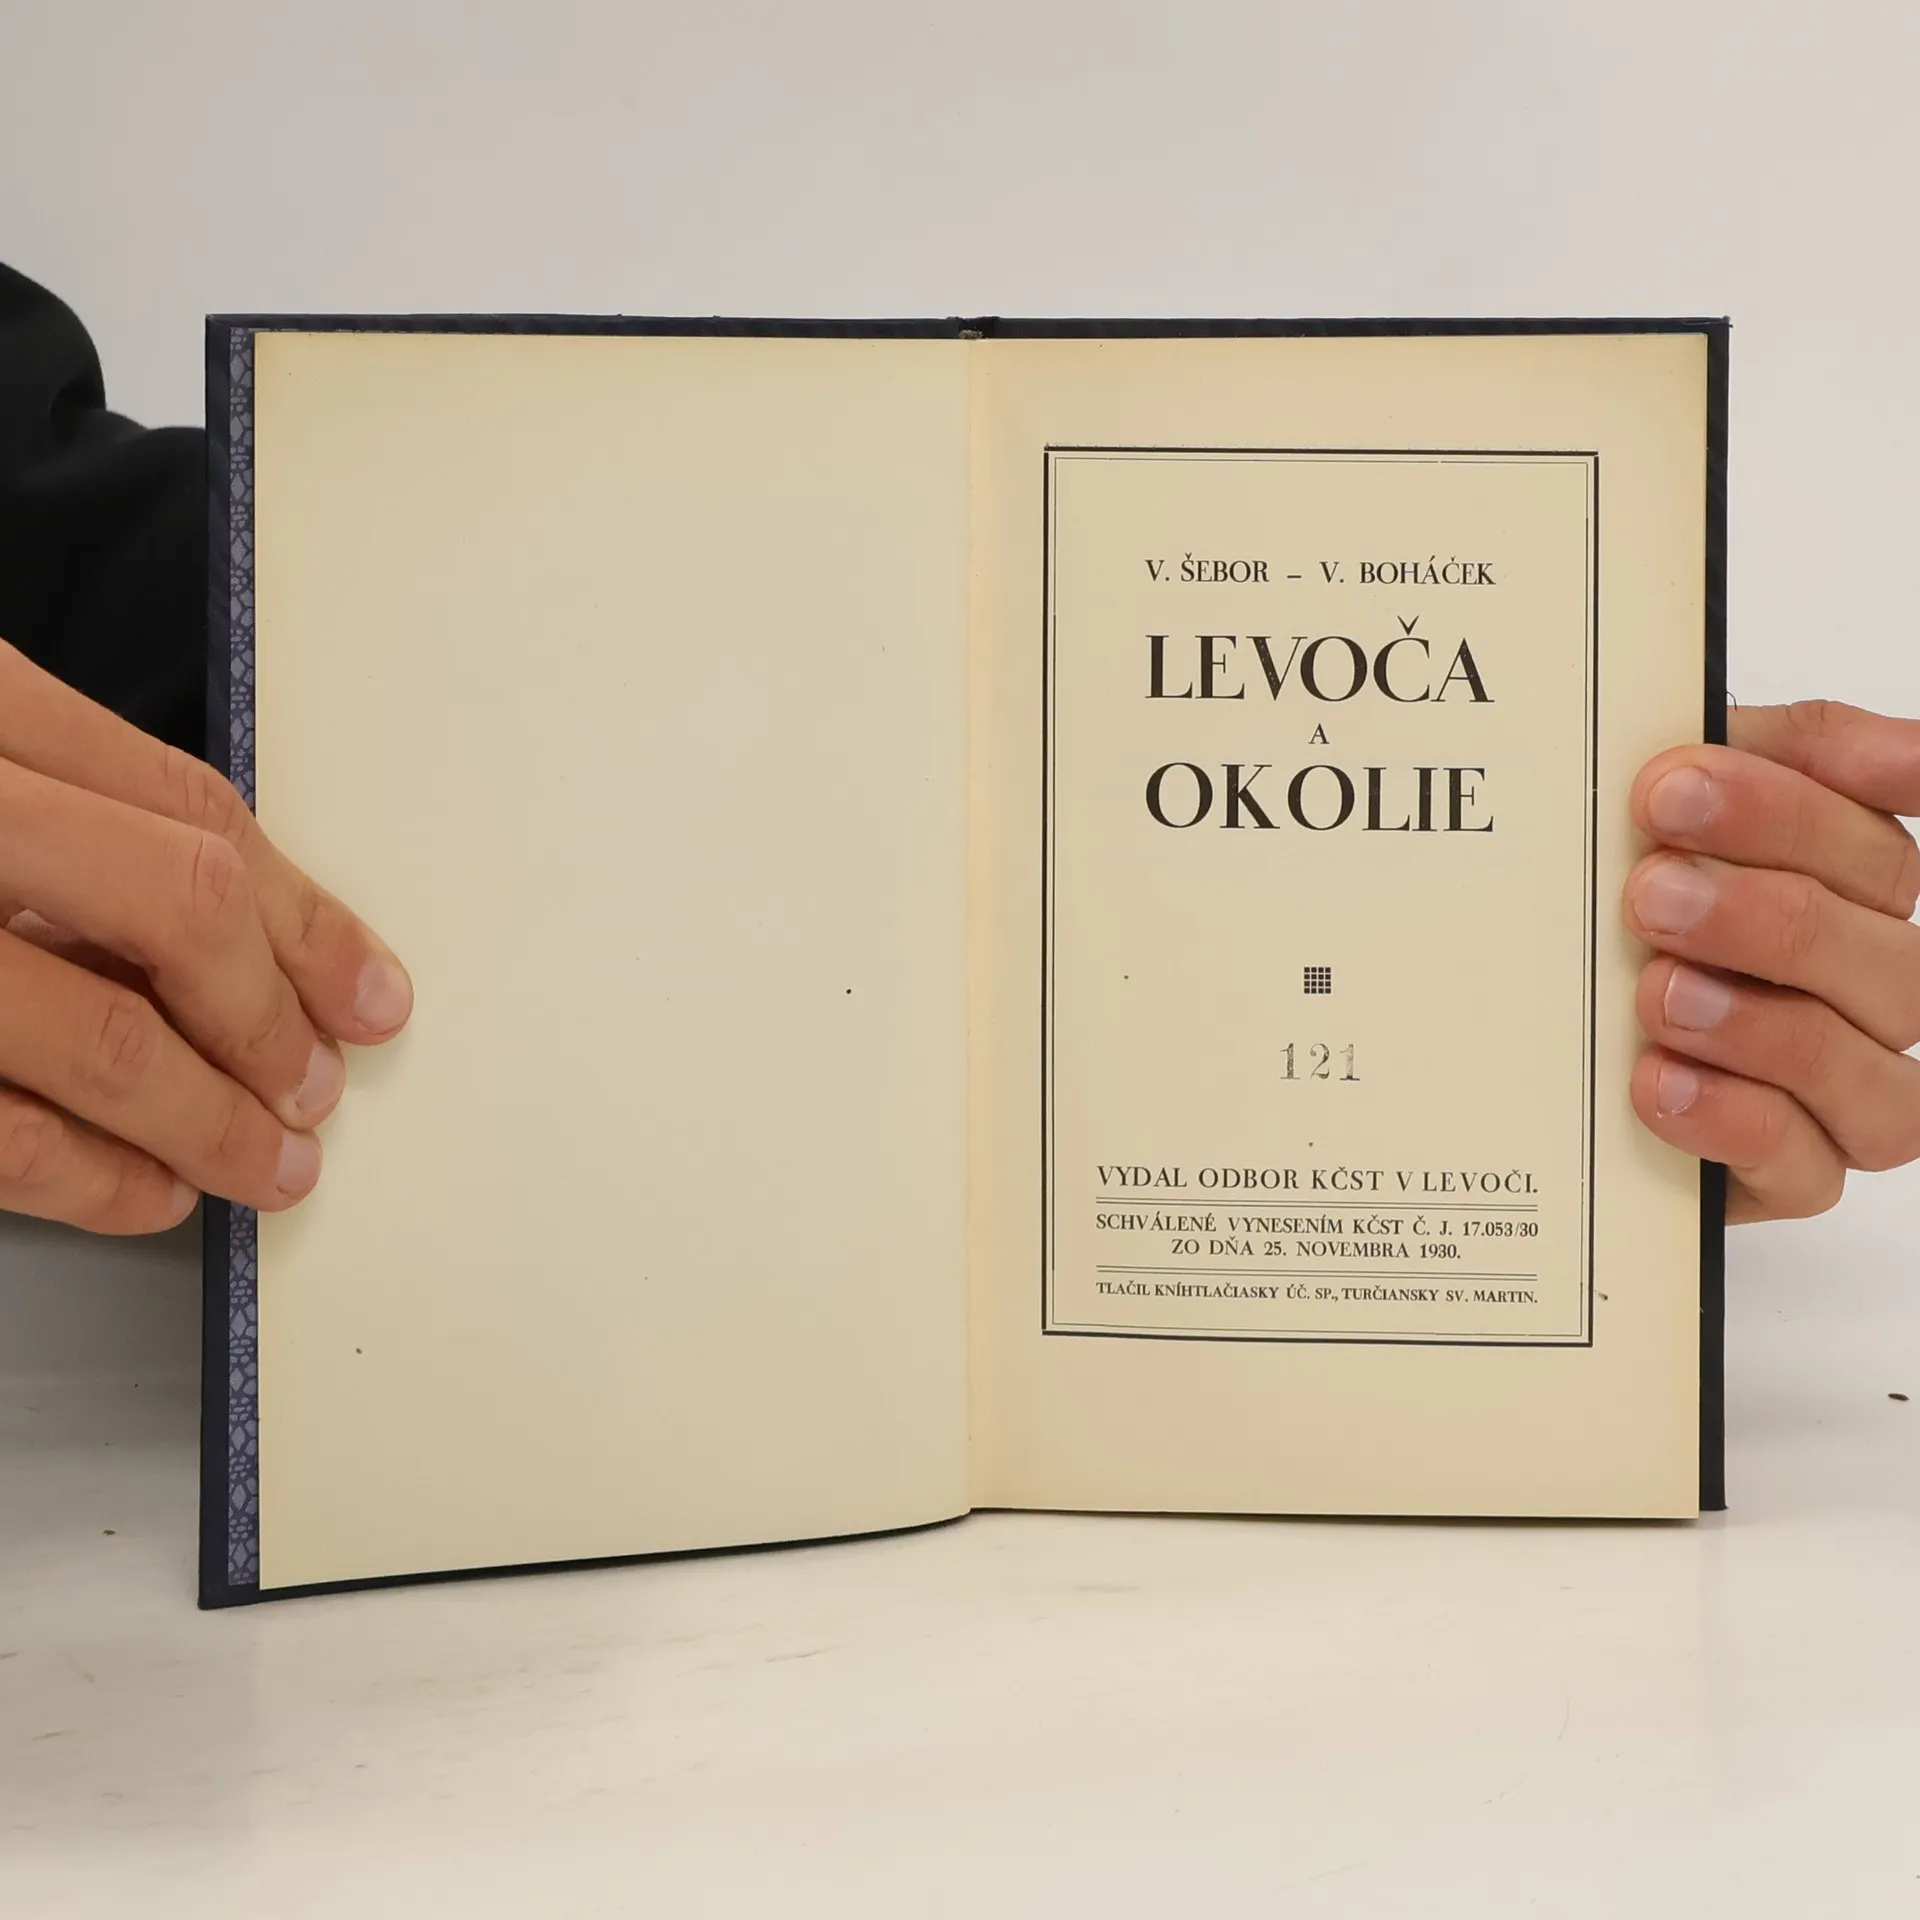 V. ŠEBOR – V. BOHÁČEK
LEVOČA
A
OKOLIE
121
VYDAL ODBOR KČST V LEVOČI.
SCHVÁLENÉ VYNESENÍM KČST Č. J. 17.053/30
ZO DŇA 25. NOVEMBRA 1930.
TLAČIL KNÍHTLAČIASKY ÚČ. SP., TURČIANSKY SV. MARTIN.